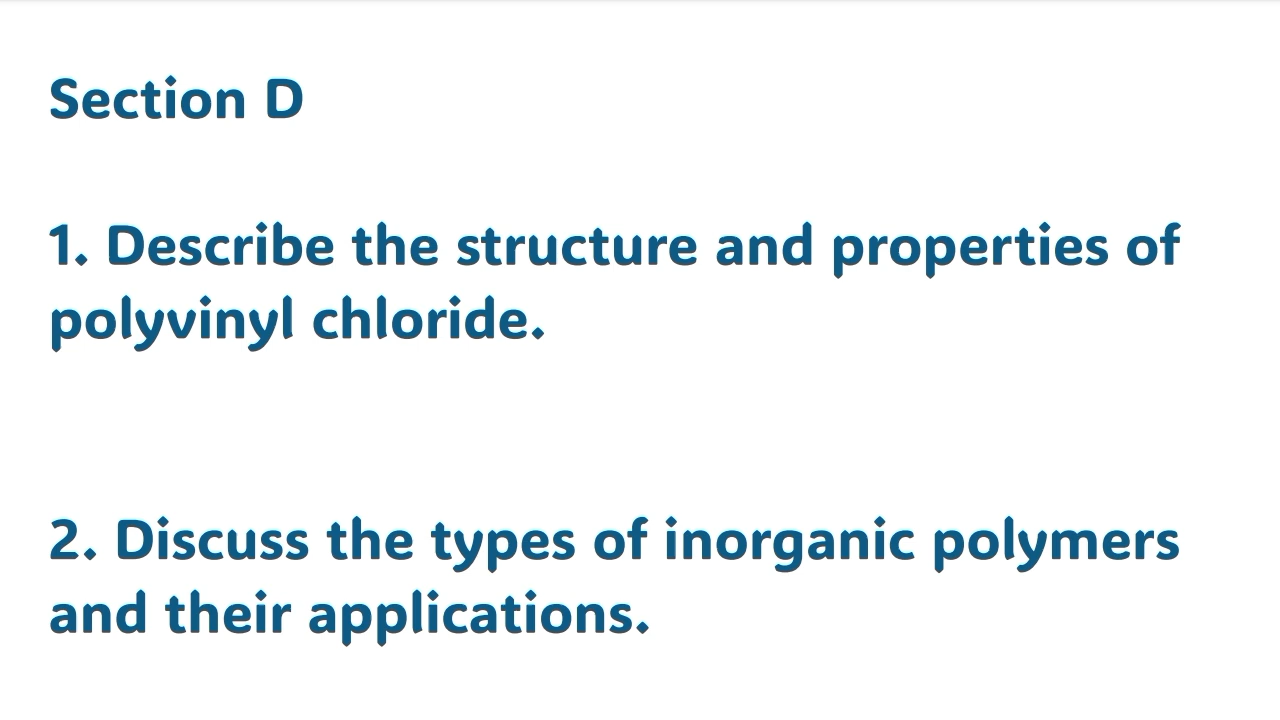 Section D
1. Describe the structure and properties of
polyvinyl chloride.
2. Discuss the types of inorganic polymers
and their applications.